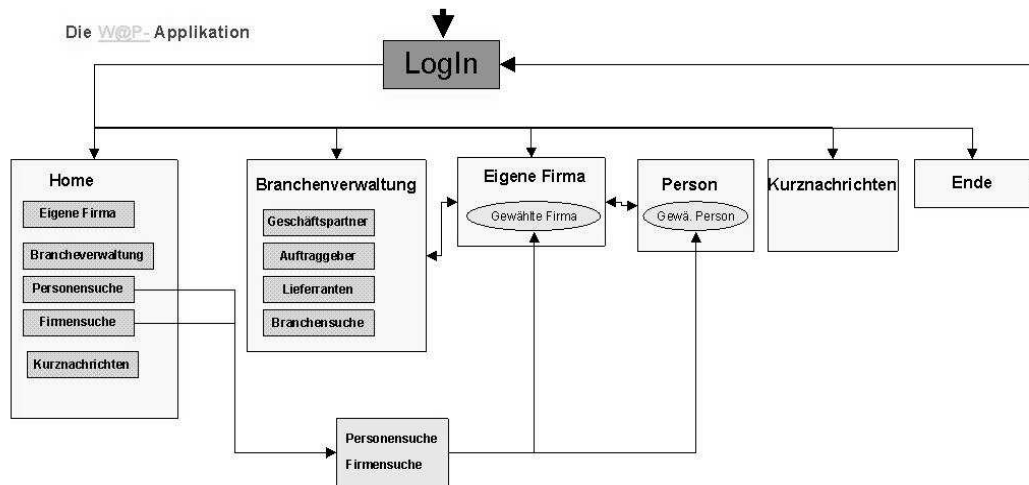 Die W@P- Applikation
LogIn
Home
Eigene Firma
Brancheverwaltung
Personensuche
Firmensuche
Kurznachrichten
Branchenverwaltung
Geschäftspartner
Auftraggeber
Lieferranten
Branchensuche
Eigene Firma
Gewählte Firma
Person
Gewä. Person
Kurznachrichten
Ende
Personensuche
Firmensuche